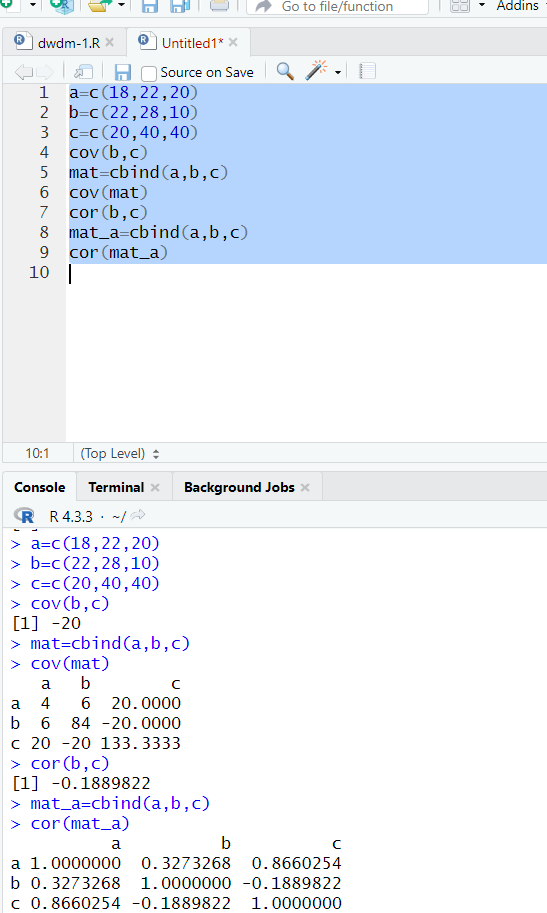 Go to file/function
Addins
dwdm-1.R
Untitled1*
Source on Save
1 a=c(18,22,20)
2 b=c(22,28,10)
3 c=c(20,40,40)
4 cov(b,c)
5 mat=cbind(a,b,c)
6 cov(mat)
7 cor(b,c)
8 mat_a=cbind(a,b,c)
9 cor(mat_a)
10
10:1 (Top Level)
Console Terminal Background Jobs
R R 4.3.3 · ~/
> a=c(18,22,20)
> b=c(22,28,10)
> c=c(20,40,40)
> cov(b,c)
[1] -20
> mat=cbind(a,b,c)
> cov(mat)
a b c
a 4 6 20.0000
b 6 84 -20.0000
c 20 -20 133.3333
> cor(b,c)
[1] -0.1889822
> mat_a=cbind(a,b,c)
> cor(mat_a)
a b c
a 1.0000000 0.3273268 0.8660254
b 0.3273268 1.0000000 -0.1889822
c 0.8660254 -0.1889822 1.0000000